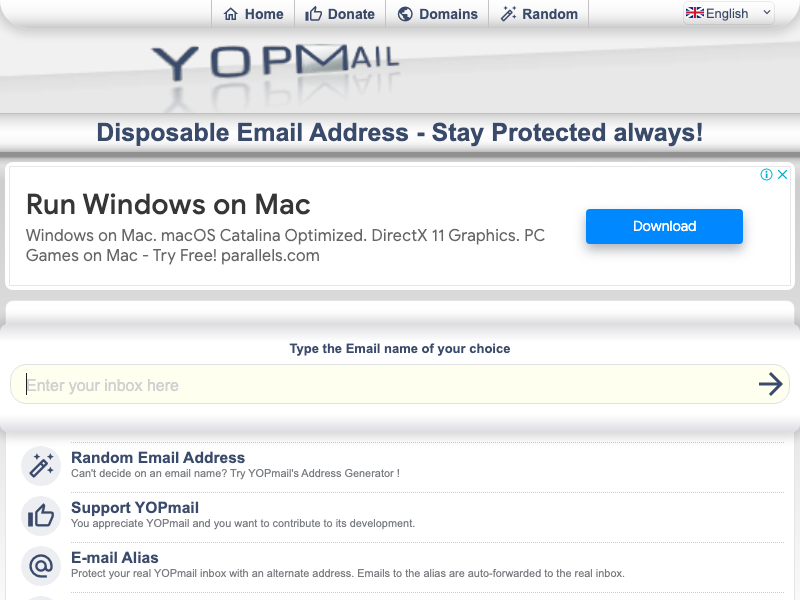 Home
Donate
Domains
Random
English
YOPMAIL
Disposable Email Address - Stay Protected always!
Run Windows on Mac
Windows on Mac. macOS Catalina Optimized. DirectX 11 Graphics. PC
Games on Mac - Try Free! parallels.com
Download
Type the Email name of your choice
Enter your inbox here
Random Email Address
Can't decide on an email name? Try YOPmail's Address Generator !
Support YOPmail
You appreciate YOPmail and you want to contribute to its development.
E-mail Alias
Protect your real YOPmail inbox with an alternate address. Emails to the alias are auto-forwarded to the real inbox.